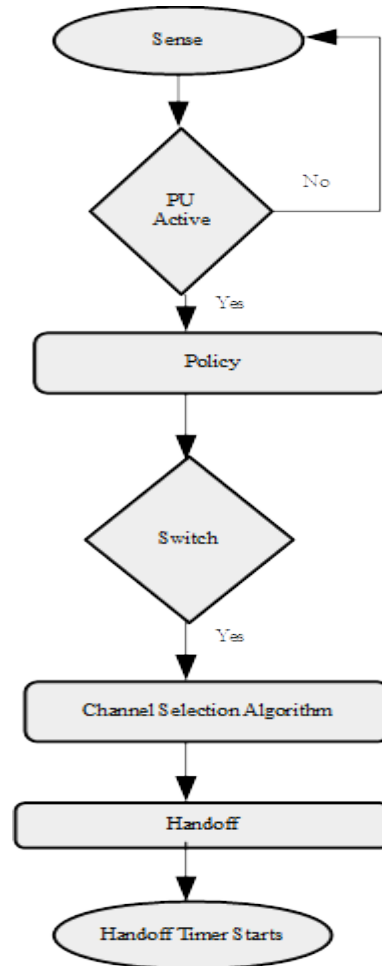 Sense
No
PU
Active
Yes
Policy
Switch
Yes
Channel Selection Algorithm
Handoff
Handoff Timer Starts